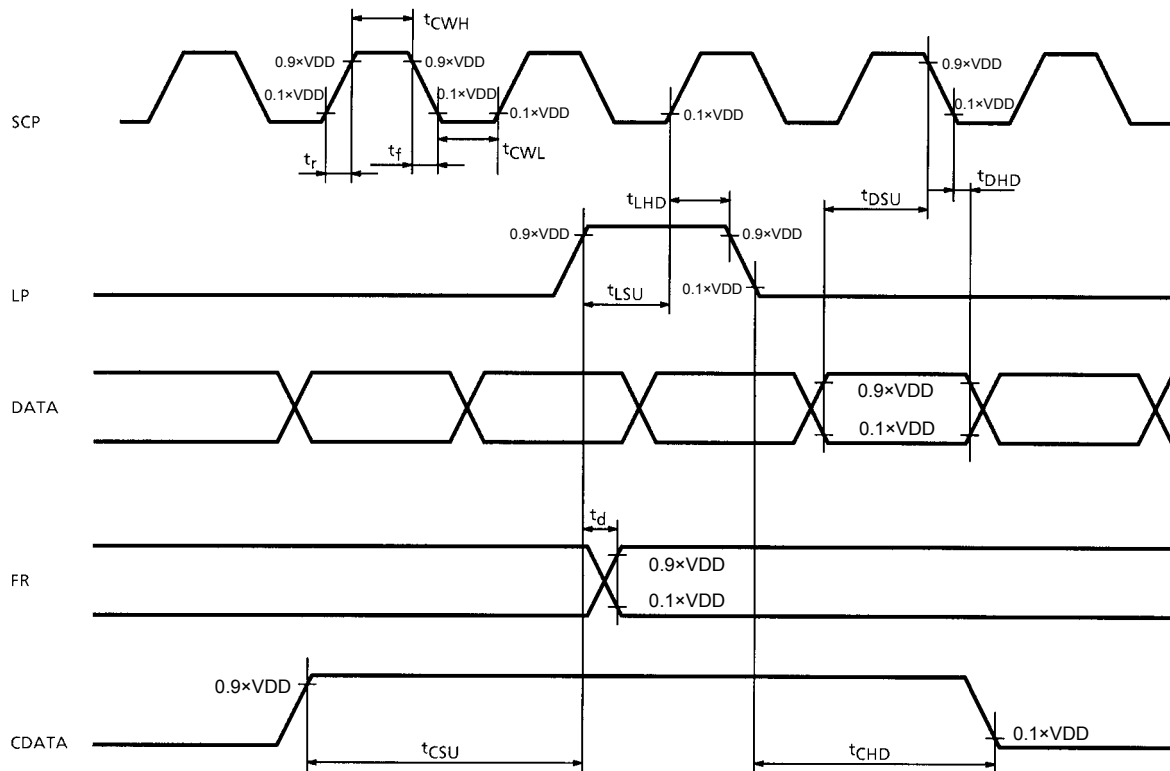 tCWH
0.9×VDD 0.9×VDD 0.9×VDD
0.1×VDD 0.1×VDD 0.1×VDD 0.1×VDD 0.1×VDD
SCP
tr tf tCWL
tLHD tDSU tDHD
0.9×VDD 0.9×VDD
LP tLSU 0.1×VDD
DATA 0.9×VDD
0.1×VDD
td
0.9×VDD
FR
0.1×VDD
0.9×VDD
CDATA 0.1×VDD
tCSU tCHD